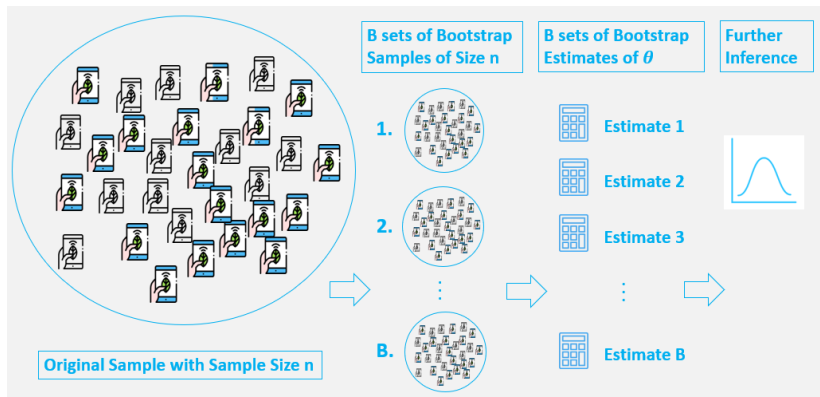 B sets of Bootstrap
Samples of Size n
B sets of Bootstrap
Estimates of θ
Further
Inference
1.
Estimate 1
Estimate 2
2.
Estimate 3
⋮
⋮
B.
Estimate B
Original Sample with Sample Size n